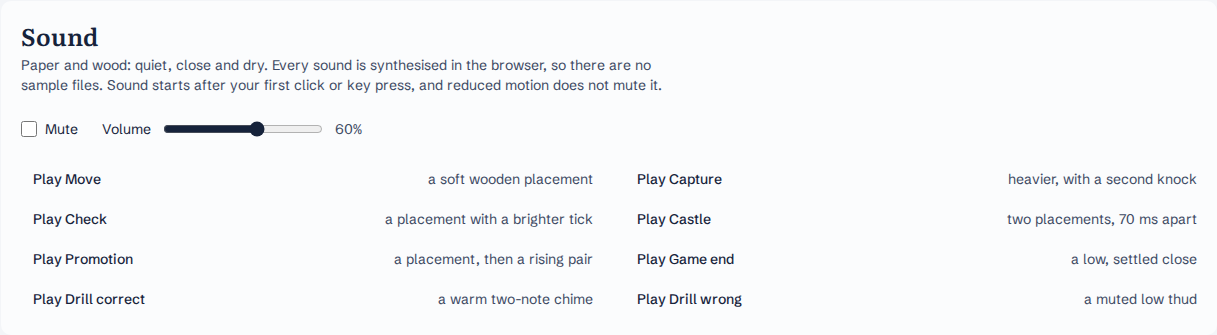 Sound
Paper and wood: quiet, close and dry. Every sound is synthesised in the browser, so there are no
sample files. Sound starts after your first click or key press, and reduced motion does not mute it.
Mute Volume 60%
Play Move a soft wooden placement Play Capture heavier, with a second knock
Play Check a placement with a brighter tick Play Castle two placements, 70 ms apart
Play Promotion a placement, then a rising pair Play Game end a low, settled close
Play Drill correct a warm two-note chime Play Drill wrong a muted low thud